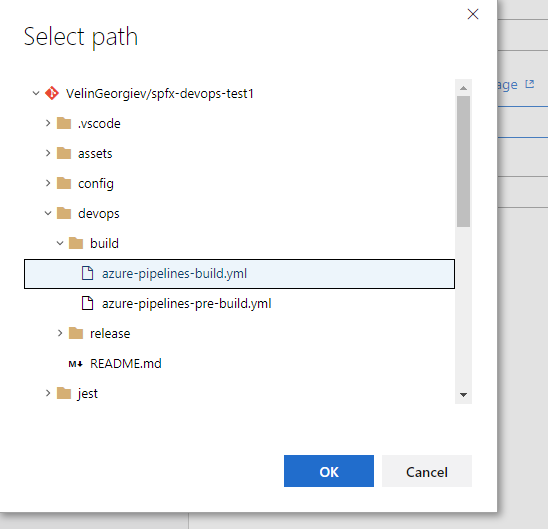 Select path
VelinGeorgiev/spfx-devops-test1
age
.vscode
assets
config
devops
build
azure-pipelines-build.yml
azure-pipelines-pre-build.yml
release
M↓ README.md
jest
OK Cancel